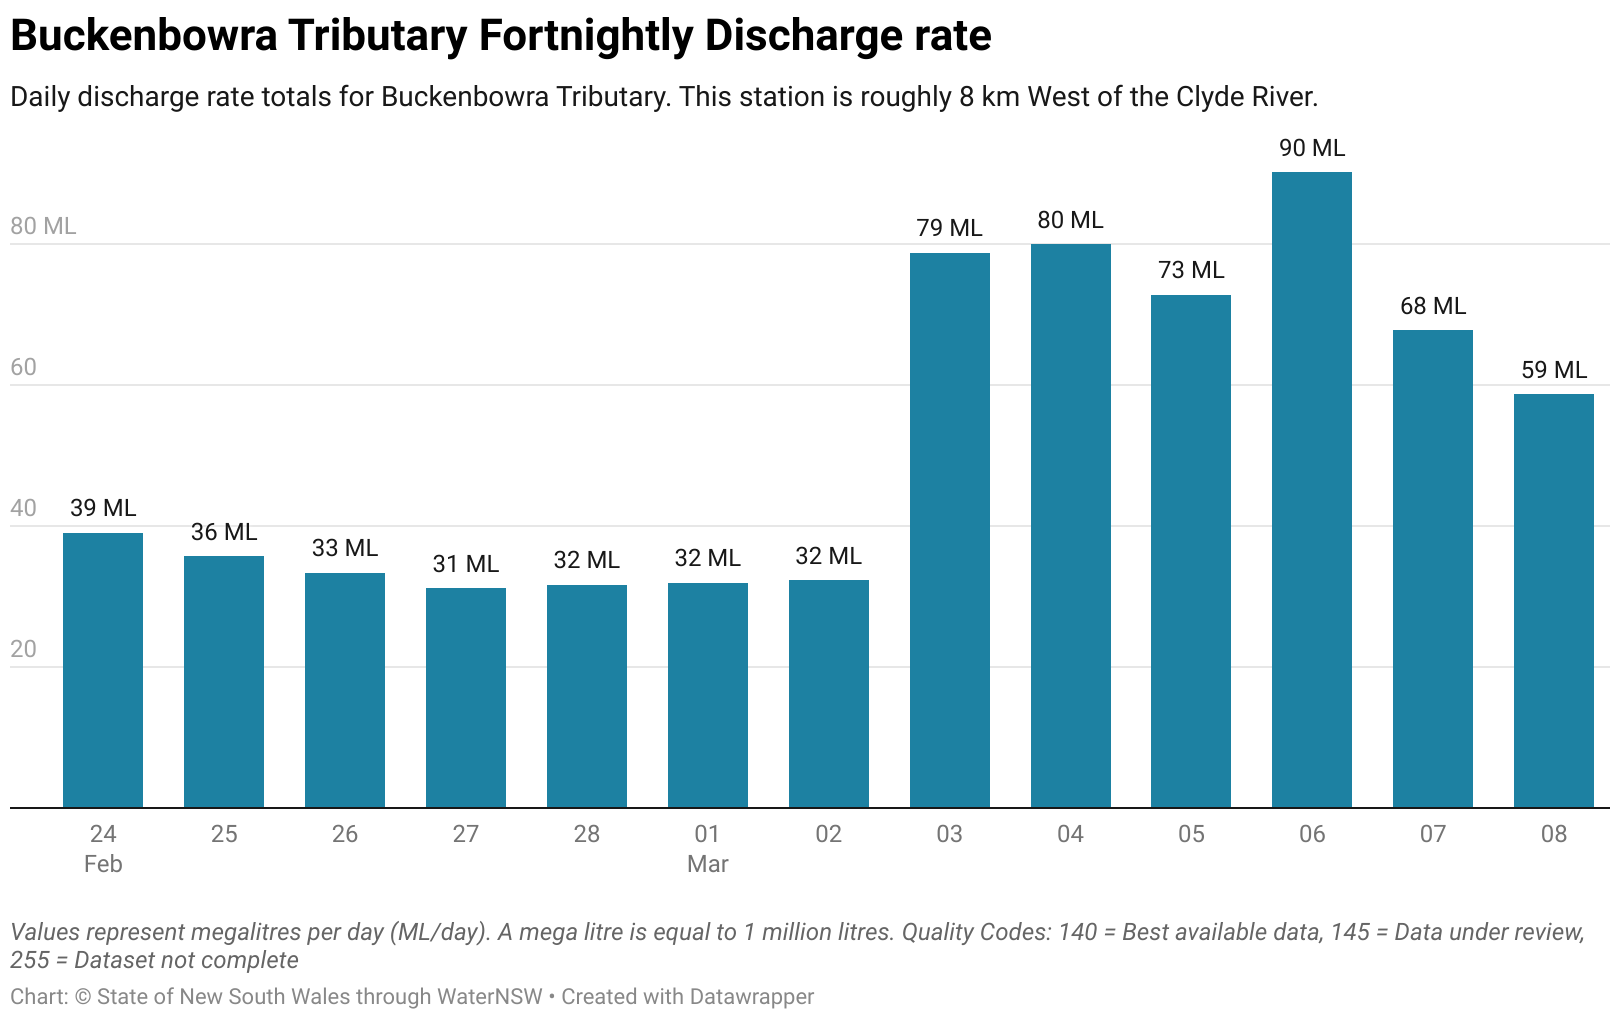 Buckenbowra Tributary Fortnightly Discharge rate
Daily discharge rate totals for Buckenbowra Tributary. This station is roughly 8 km West of the Clyde River.
90 ML
80 ML
79 ML
80 ML
73 ML
68 ML
60
59 ML
40
39 ML
36 ML
33 ML
31 ML
32 ML
32 ML
32 ML
20
24 25 26 27 28 01 02 03 04 05 06 07 08
Feb Mar
Values represent megalitres per day (ML/day). A mega litre is equal to 1 million litres. Quality Codes: 140 = Best available data, 145 = Data under review,
255 = Dataset not complete
Chart: © State of New South Wales through WaterNSW • Created with Datawrapper